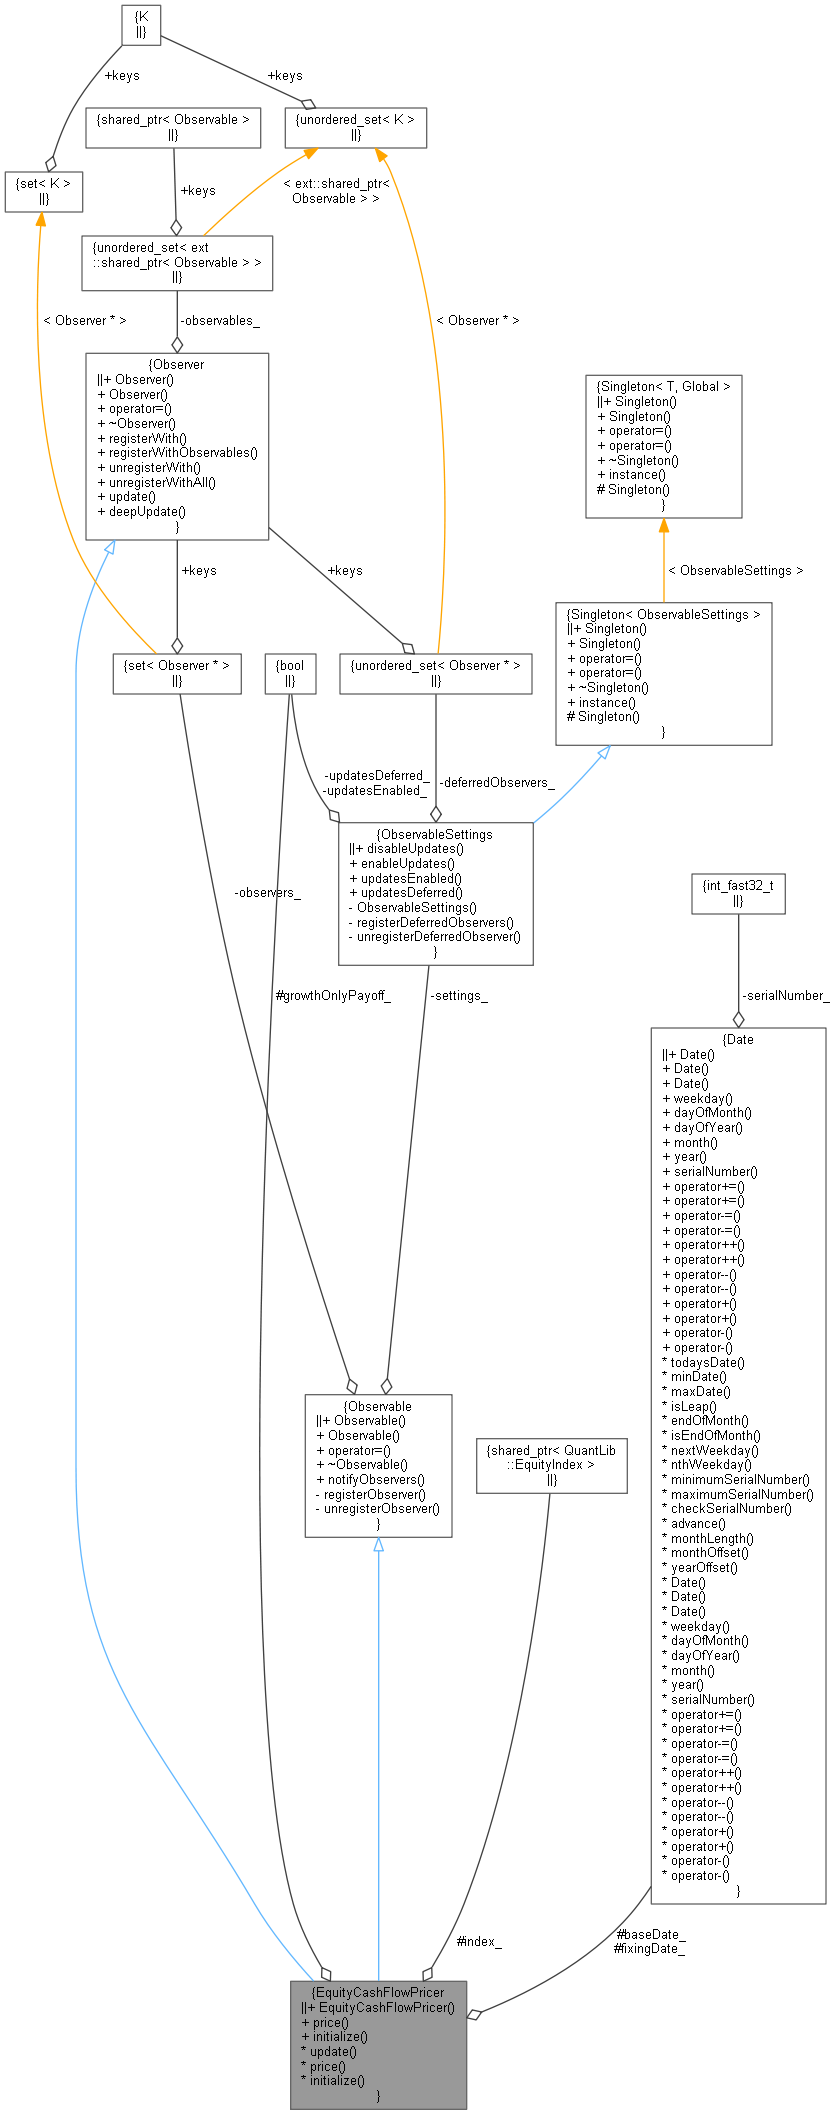 {K
||}
+keys
+keys
{shared_ptr< Observable >
||}
{unordered_set< K >
||}
{set< K >
||}
+keys
< ext::shared_ptr<
Observable > >
{unordered_set< ext
::shared_ptr< Observable > >
||}
< Observer * >
-observables_
< Observer * >
{Observer
||+ Observer()
+ Observer()
+ operator=()
+ ~Observer()
+ registerWith()
+ registerWithObservables()
+ unregisterWith()
+ unregisterWithAll()
+ update()
+ deepUpdate()
}
{Singleton< T, Global >
||+ Singleton()
+ Singleton()
+ operator=()
+ operator=()
+ ~Singleton()
+ instance()
# Singleton()
}
+keys
+keys
< ObservableSettings >
{Singleton< ObservableSettings >
||+ Singleton()
+ Singleton()
+ operator=()
+ operator=()
+ ~Singleton()
+ instance()
# Singleton()
}
{set< Observer * >
||}
{bool
||}
{unordered_set< Observer * >
||}
-updatesDeferred_
-updatesEnabled_
-deferredObservers_
{ObservableSettings
||+ disableUpdates()
+ enableUpdates()
+ updatesEnabled()
+ updatesDeferred()
- ObservableSettings()
- registerDeferredObservers()
- unregisterDeferredObserver()
}
-observers_
{int_fast32_t
||}
#growthOnlyPayoff_
-settings_
-serialNumber_
{Date
||+ Date()
+ Date()
+ Date()
+ weekday()
+ dayOfMonth()
+ dayOfYear()
+ month()
+ year()
+ serialNumber()
+ operator+=()
+ operator+=()
+ operator-=()
+ operator-=()
+ operator++()
+ operator++()
+ operator--()
+ operator--()
+ operator+()
+ operator+()
+ operator-()
+ operator-()
* todaysDate()
* minDate()
* maxDate()
* isLeap()
* endOfMonth()
* isEndOfMonth()
* nextWeekday()
* nthWeekday()
* minimumSerialNumber()
* maximumSerialNumber()
* checkSerialNumber()
* advance()
* monthLength()
* monthOffset()
* yearOffset()
* Date()
* Date()
* Date()
* weekday()
* dayOfMonth()
* dayOfYear()
* month()
* year()
* serialNumber()
* operator+=()
* operator+=()
* operator-=()
* operator-=()
* operator++()
* operator++()
* operator--()
* operator--()
* operator+()
* operator+()
* operator-()
* operator-()
}
{Observable
||+ Observable()
+ Observable()
+ operator=()
+ ~Observable()
+ notifyObservers()
- registerObserver()
- unregisterObserver()
}
{shared_ptr< QuantLib
::EquityIndex >
||}
#index_
#baseDate_
#fixingDate_
{EquityCashFlowPricer
||+ EquityCashFlowPricer()
+ price()
+ initialize()
* update()
* price()
* initialize()
}